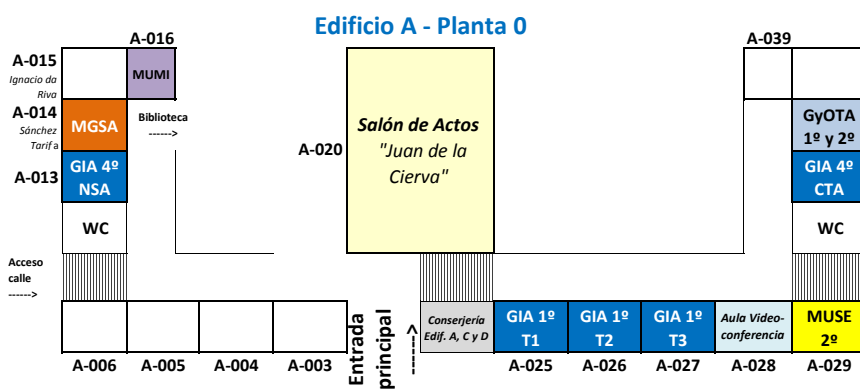 Edificio A - Planta 0
A-016
A-039
A-015
Ignacio da
Riva
MUMI
A-014
Sánchez
Tarif a
MGSA
Biblioteca
------>
Salón de Actos
"Juan de la
Cierva"
A-020
GyOTA
1º y 2º
A-013
GIA 4º
NSA
GIA 4º
CTA
WC
WC
Acceso
calle
------>
Entrada
principal
---->
Conserjería
Edif. A, C y D
GIA 1º
T1
GIA 1º
T2
GIA 1º
T3
Aula Video-
conferencia
MUSE
2º
A-006
A-005
A-004
A-003
A-025
A-026
A-027
A-028
A-029